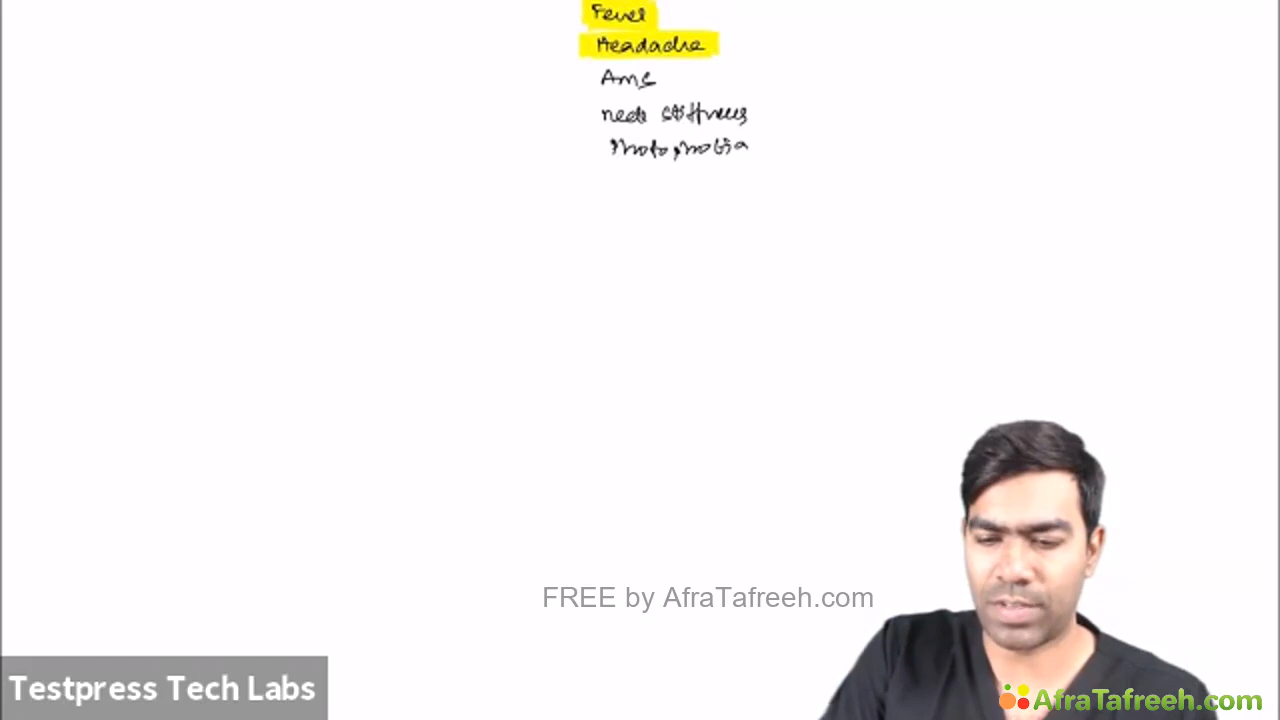 Fever
Headache
AMS
neck stiffness
Photophobia
FREE by AfraTafreeh.com
Testpress Tech Labs
AfraTafreeh.com